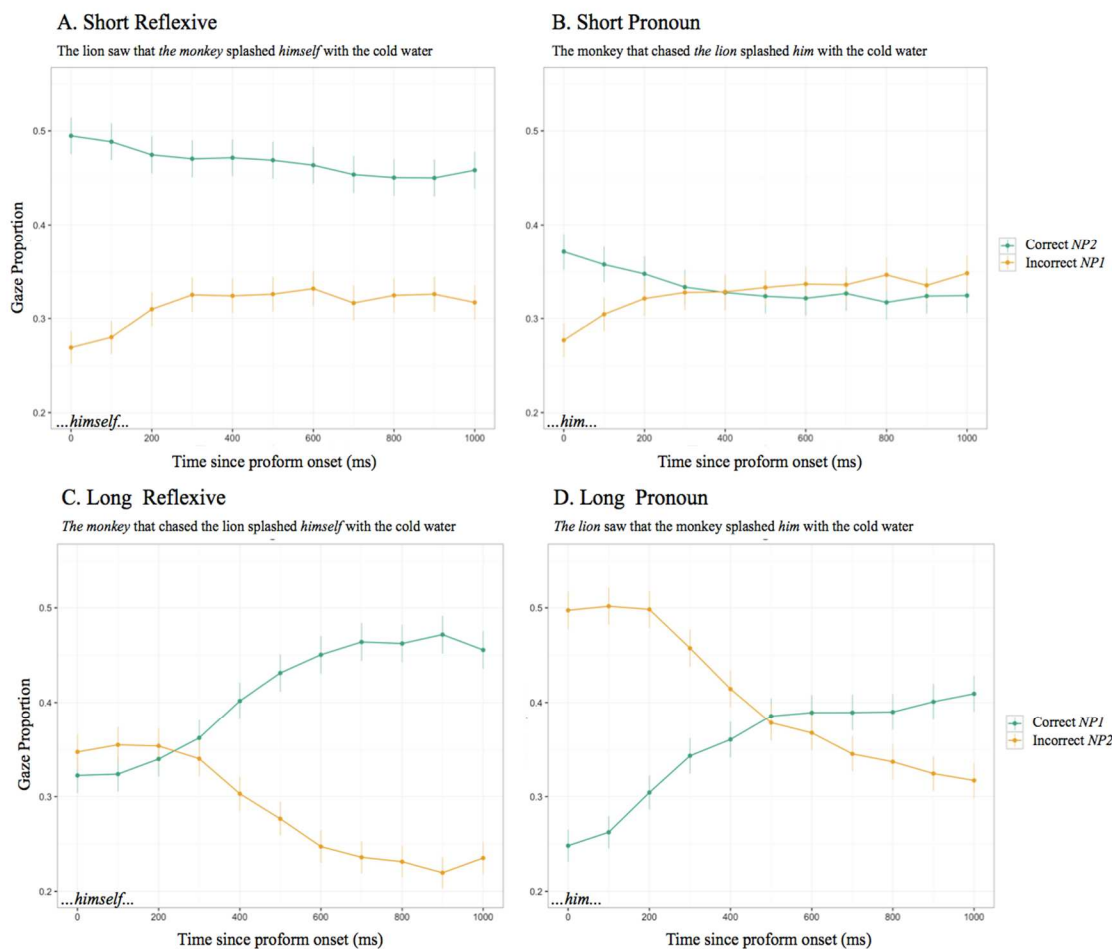 A. Short Reflexive
The lion saw that the monkey splashed himself with the cold water
B. Short Pronoun
The monkey that chased the lion splashed him with the cold water
Gaze Proportion
0.5
0.4
0.3
0.2
...himself...
0 200 400 600 800 1000
Time since proform onset (ms)
0.5
0.4
0.3
0.2
...him...
0 200 400 600 800 1000
Time since proform onset (ms)
Correct NP2
Incorrect NP1
C. Long Reflexive
The monkey that chased the lion splashed himself with the cold water
D. Long Pronoun
The lion saw that the monkey splashed him with the cold water
Gaze Proportion
0.5
0.4
0.3
0.2
...himself...
0 200 400 600 800 1000
Time since proform onset (ms)
0.5
0.4
0.3
0.2
...him...
0 200 400 600 800 1000
Time since proform onset (ms)
Correct NP1
Incorrect NP2